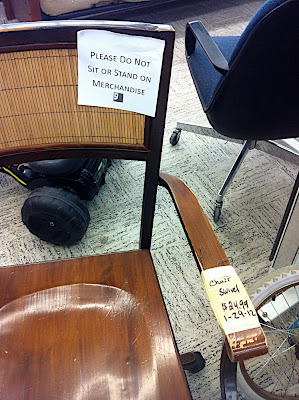 PLEASE DO NOT
SIT OR STAND ON
MERCHANDISE
Chair
Swivel
$24.99
1-29-12